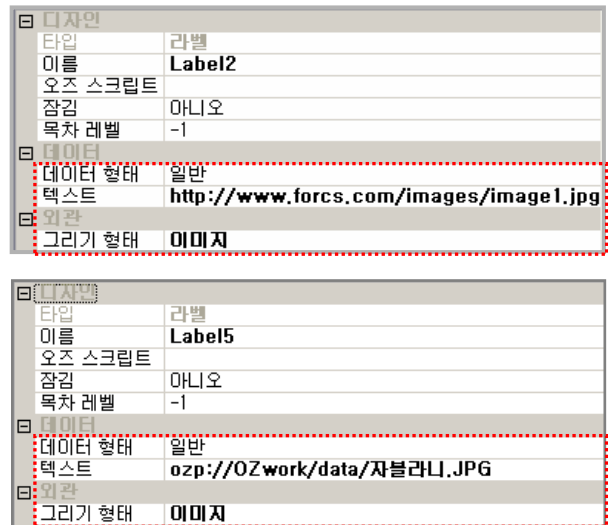 디자인
타입 라벨
이름 Label2
오즈 스크립트
잠김 아니오
목차 레벨 -1
데이터
데이터 형태 일반
텍스트 http://www.forcs.com/images/image1.jpg
외관
그리기 형태 이미지
디자인
타입 라벨
이름 Label5
오즈 스크립트
잠김 아니오
목차 레벨 -1
데이터
데이터 형태 일반
텍스트 ozp://OZwork/data/자블라니.JPG
외관
그리기 형태 이미지